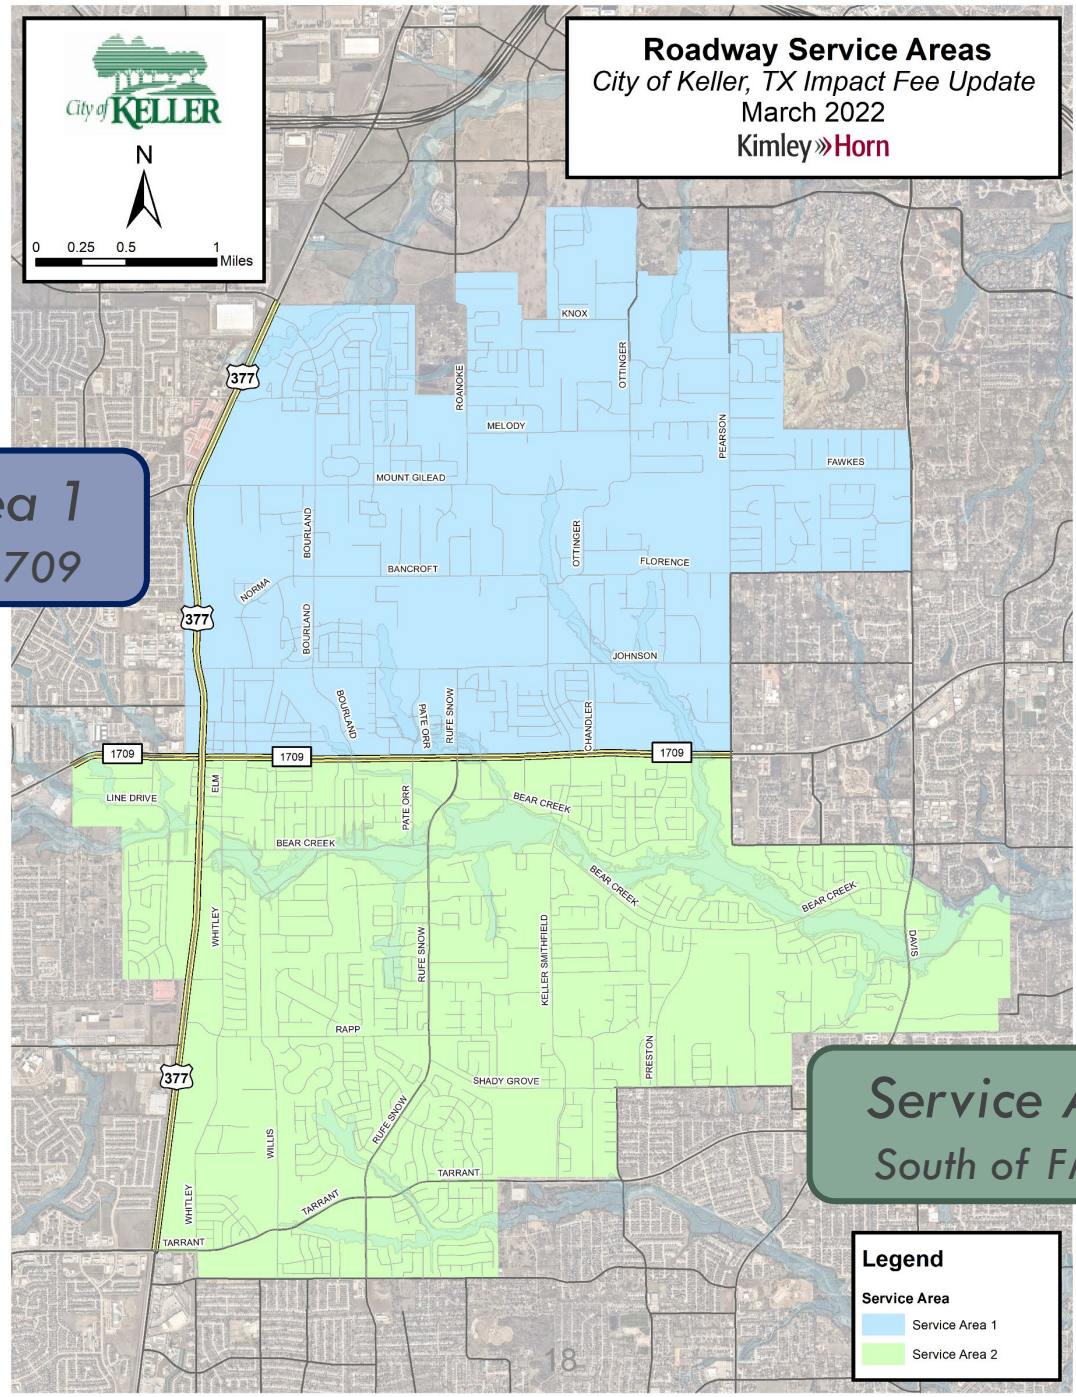 City of KELLER
N
0 0.25 0.5 1
Miles
Roadway Service Areas
City of Keller, TX Impact Fee Update
March 2022
Kimley»Horn
KNOX
377
OTTINGER
ROANOKE
MELODY
PEARSON
FAWKES
MOUNT GILEAD
ea 1
709
BOURLAND
OTTINGER
BANCROFT
FLORENCE
NORMA
377
BOURLAND
JOHNSON
BOURLAND
PATE ORR
RUFE SNOW
CHANDLER
1709
1709
1709
ELM
LINE DRIVE
PATE ORR
BEAR CREEK
BEAR CREEK
BEAR CREEK
BEAR CREEK
WHITLEY
RUFE SNOW
KELLER SMITHFIELD
DAVIS
RAPP
PRESTON
377
SHADY GROVE
RUFE SNOW
WILLIS
TARRANT
TARRANT
WHITLEY
TARRANT
Service
South of
Legend
Service Area
Service Area 1
Service Area 2
18